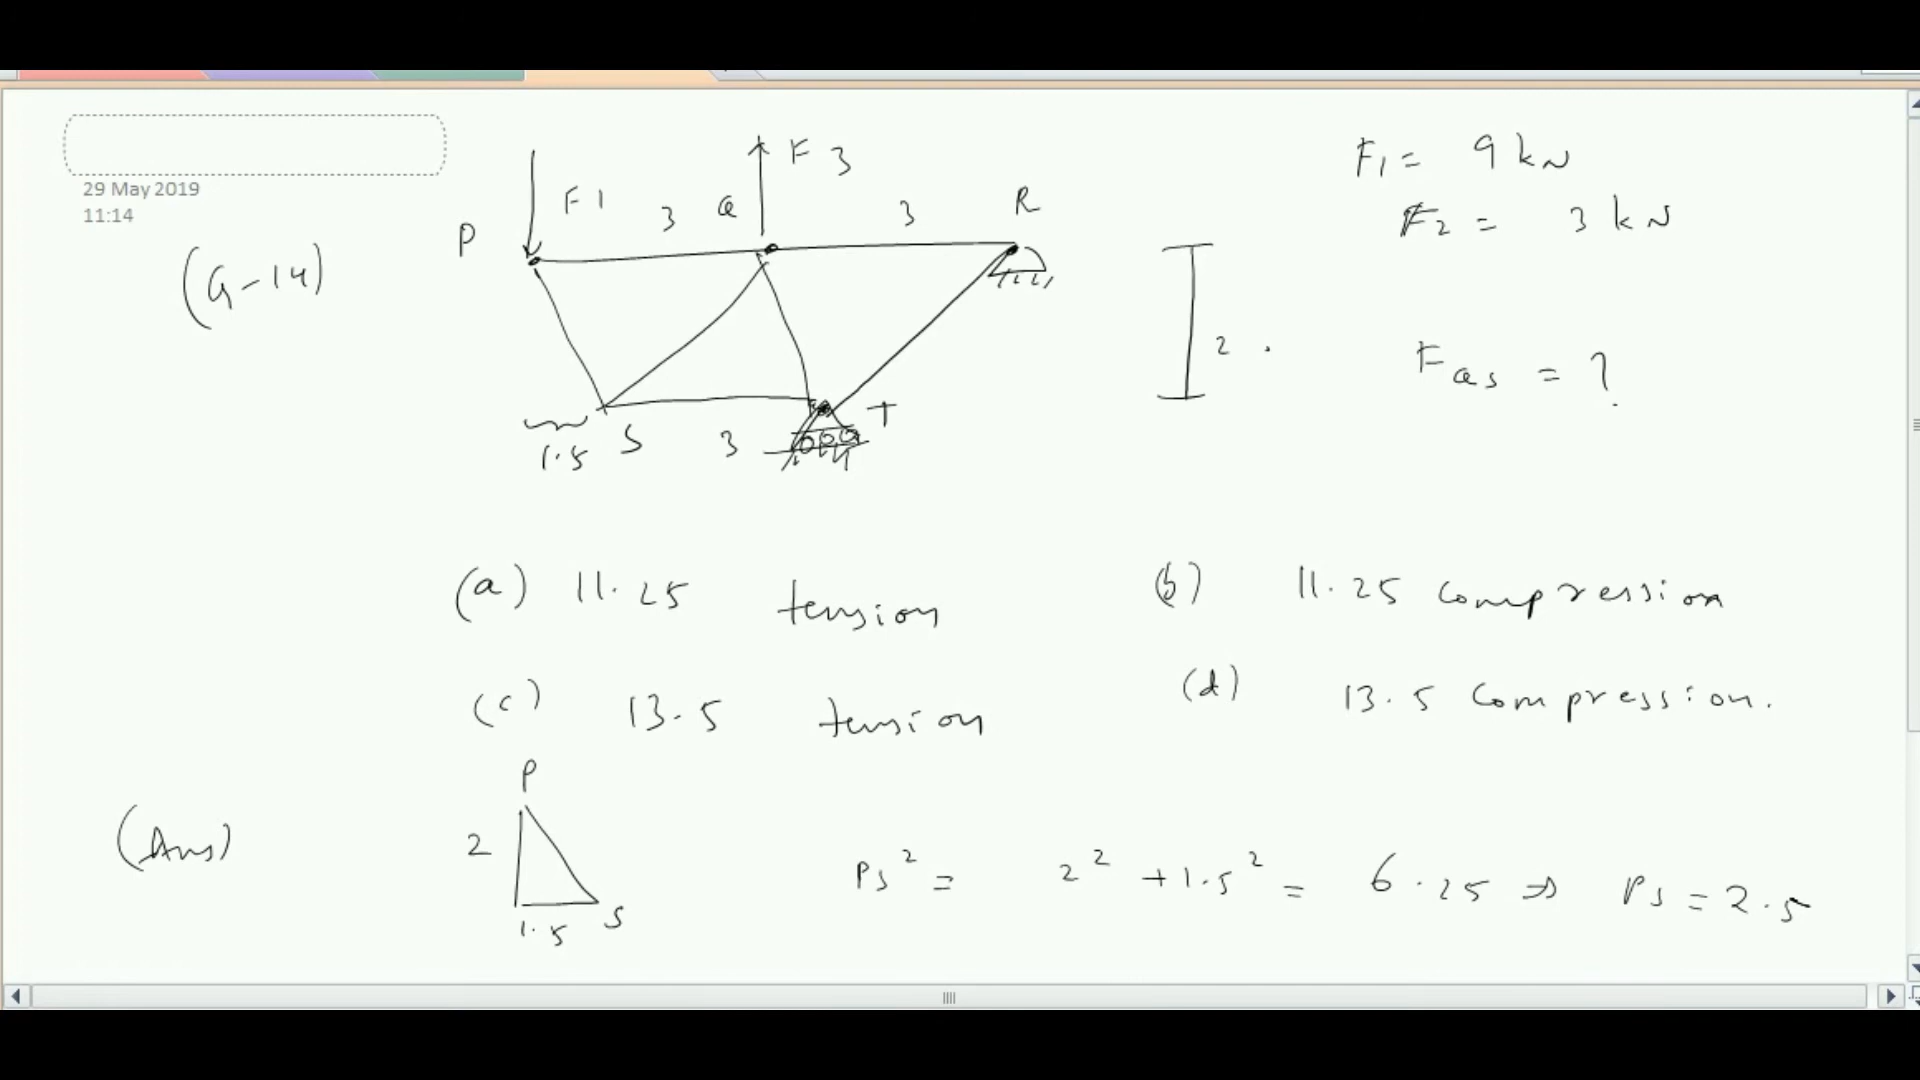 29 May 2019
11:14
(G-14)
F1
F3
F1 = 9 kN
F2 = 3 kN
P
3
Q
3
R
2
FQS = ?
1.5
S
3
T
(a) 11.25 tension
(b) 11.25 compression
(c) 13.5 tension
(d) 13.5 compression.
(Ans)
P
2
1.5
S
PS² = 2² + 1.5² = 6.25 ⇒ PS = 2.5